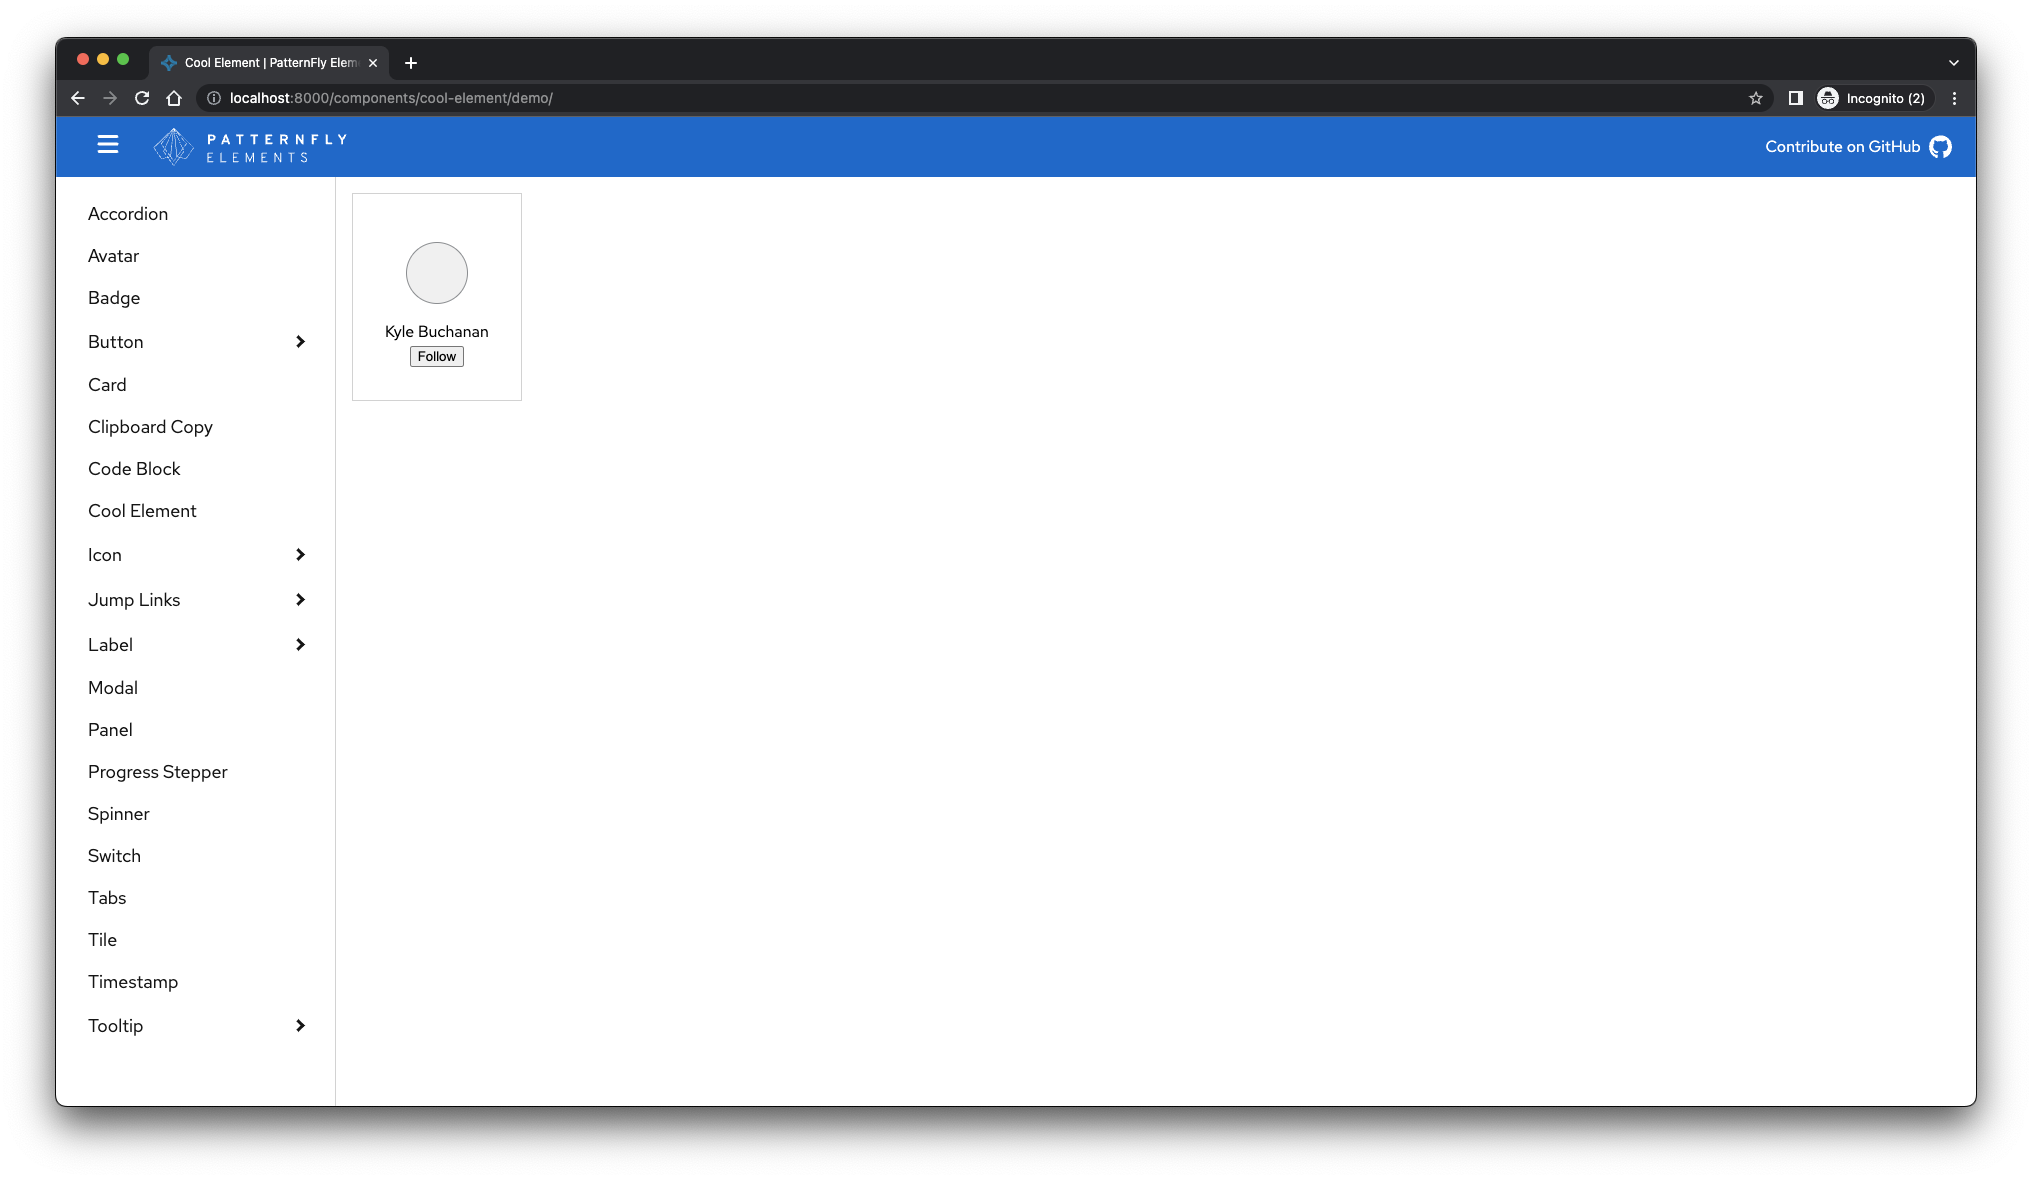 Cool Element | PatternFly Elem
localhost:8000/components/cool-element/demo/
Incognito (2)
PATTERNFLY
ELEMENTS
Contribute on GitHub
Accordion
Avatar
Badge
Button
Card
Clipboard Copy
Code Block
Cool Element
Icon
Jump Links
Label
Modal
Panel
Progress Stepper
Spinner
Switch
Tabs
Tile
Timestamp
Tooltip
Kyle Buchanan
Follow